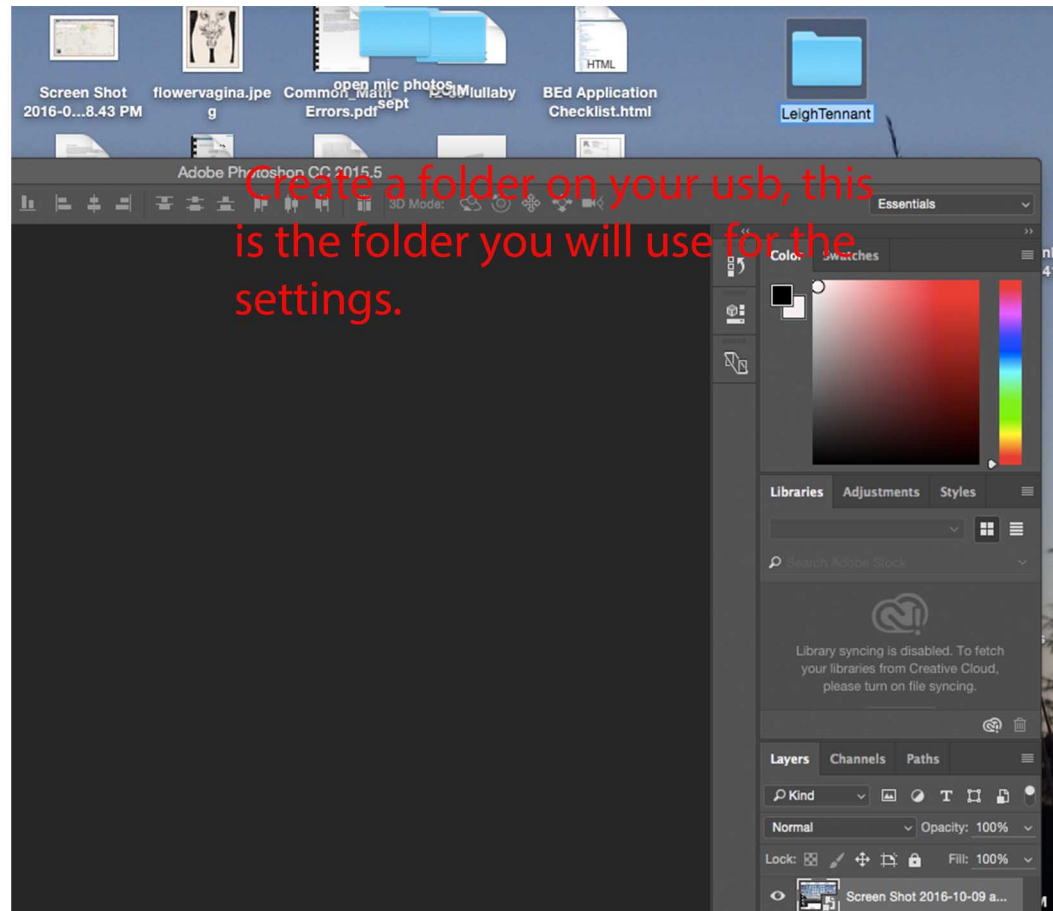 Screen Shot
2016-0...8.43 PM
flowervagina.jpe
g
Common_Math
Errors.pdf
open mic photos
sept
lullaby
HTML
BEd Application
Checklist.html
LeighTennant
Adobe Photoshop CC 2015.5
Create a folder on your usb, this
is the folder you will use for the
settings.
3D Mode:
Essentials
Color
Swatches
Libraries
Adjustments
Styles
Search Adobe Stock
Library syncing is disabled. To fetch
your libraries from Creative Cloud,
please turn on file syncing.
Layers
Channels
Paths
Kind
Normal
Opacity: 100%
Lock:
Fill: 100%
Screen Shot 2016-10-09 a...